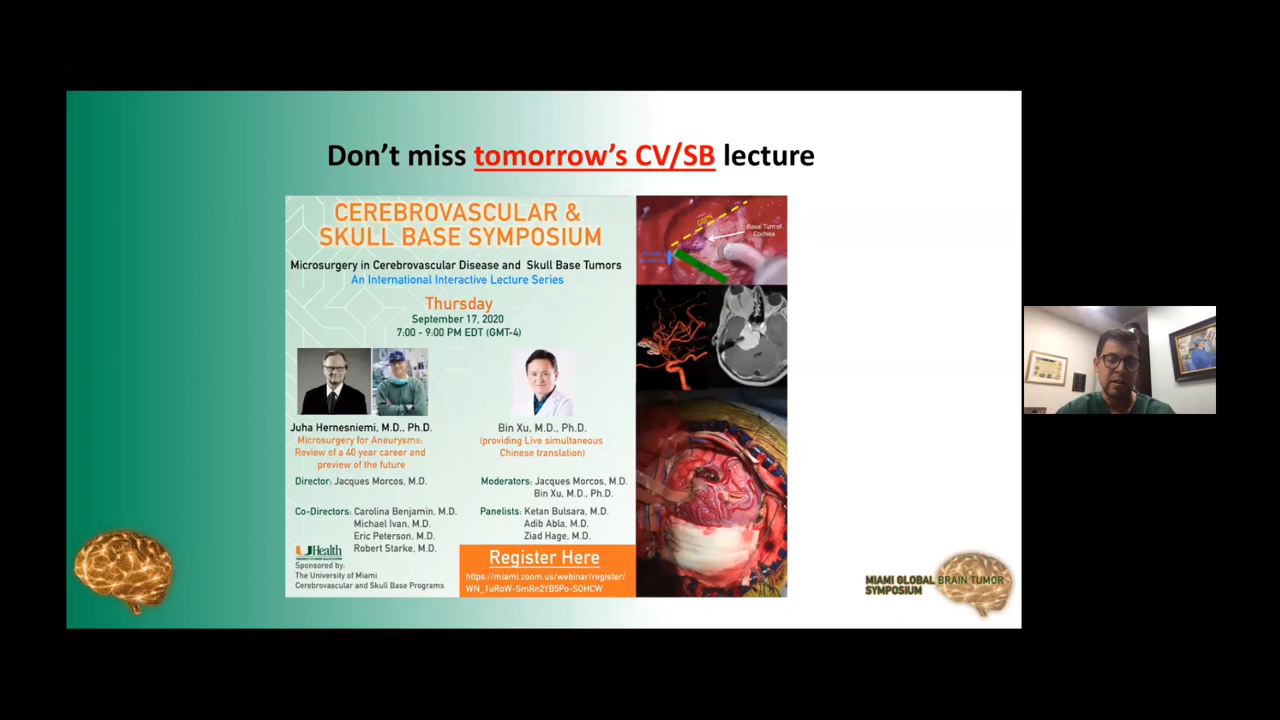 Don't miss tomorrow's CV/SB lecture
CEREBROVASCULAR &
SKULL BASE SYMPOSIUM
Microsurgery in Cerebrovascular Disease and Skull Base Tumors
An International Interactive Lecture Series
Thursday
September 17, 2020
7:00 - 9:00 PM EDT (GMT-4)
Juha Hernesniemi, M.D., Ph.D.
Microsurgery for Aneurysms:
Review of a 40 year career and
preview of the future
Bin Xu, M.D., Ph.D.
(providing Live simultaneous
Chinese translation)
Director: Jacques Morcos, M.D.
Moderators: Jacques Morcos, M.D.
Bin Xu, M.D., Ph.D.
Co-Directors: Carolina Benjamin, M.D.
Michael Ivan, M.D.
Eric Peterson, M.D.
Robert Starke, M.D.
Panelists: Ketan Bulsara, M.D.
Adib Abla, M.D.
Ziad Hage, M.D.
UHealth
Sponsored by:
The University of Miami
Cerebrovascular and Skull Base Programs
Register Here
https://miami.zoom.us/webinar/register/
WN_1uRoW-SmRn2YB5Po-SOHCW
GSPN
Basal Turn of
Cochlea
MIAMI GLOBAL BRAIN TUMOR
SYMPOSIUM